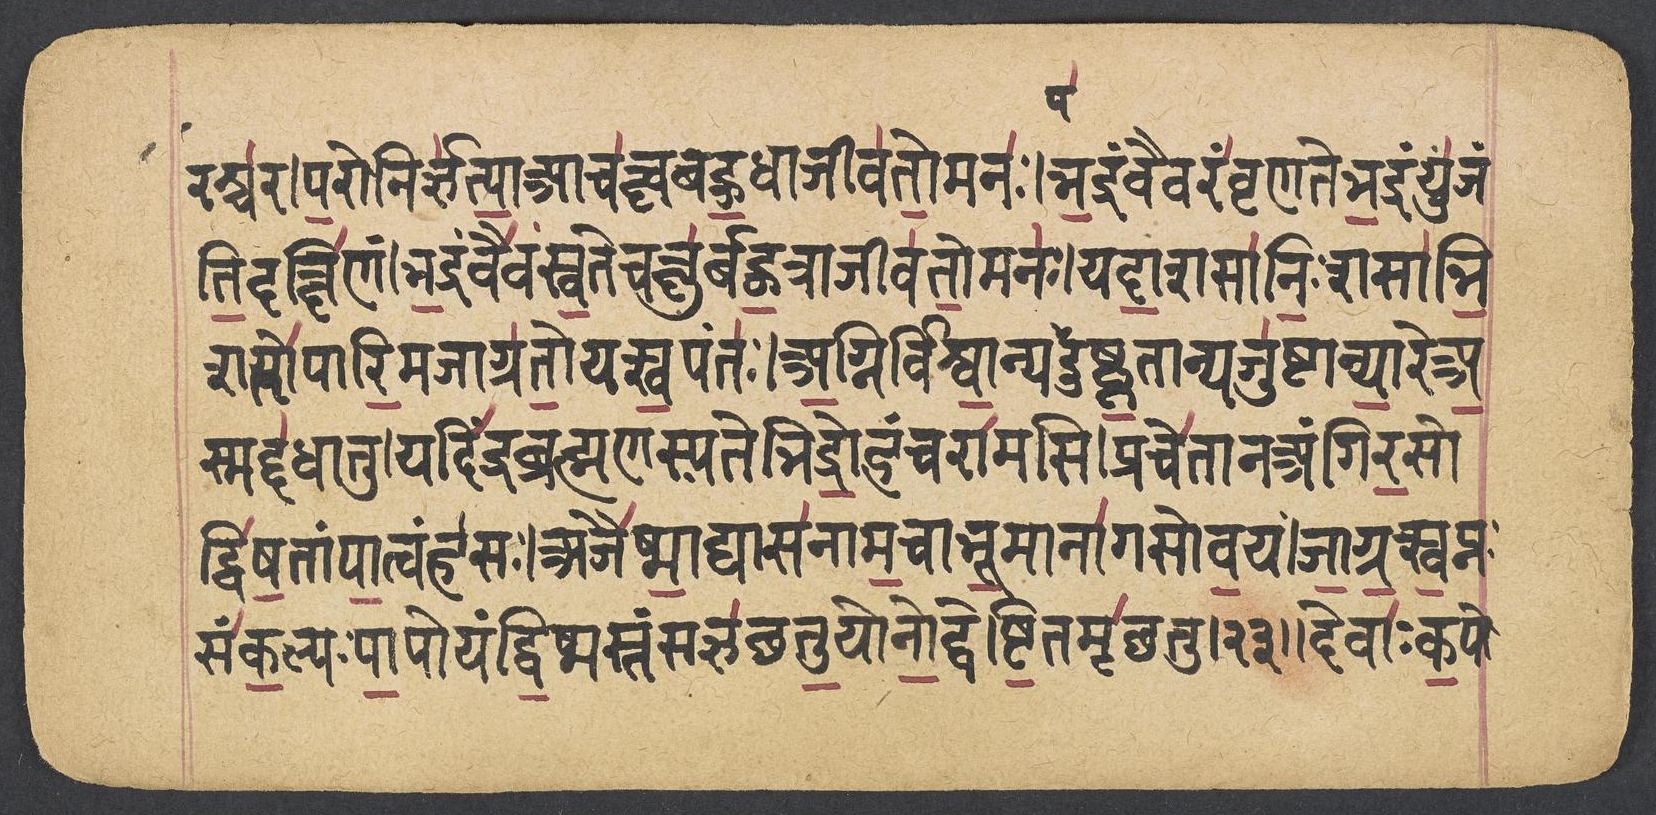 ष
रश्चर।परोनिर्ऋत्याआचक्ष्वबहुधाजीवतोमनः।भद्रंवैवरंवृणतेभद्रंयुंजं
तिदक्षिणं।भद्रंवैवस्वतेचक्षुर्बहुत्राजीवतोमनः।यदाशसानिःशसाभि
शसोपारिमजाग्रतोयत्स्वपंतः।अग्निर्विश्वान्यदुष्कृतान्यजुष्टान्यारेअ
स्मद्दधातु।यदिंद्रब्रह्मणस्पतेभिद्रोहंचरामसि।प्रचेतानआंगिरसो
द्विषतांपात्वंहसः।अजैष्माद्यासनामचाभूमानागसोवयं।जाग्रत्स्वप्नः
संकल्पःपापोयंद्विष्मस्तंसऋछतुयोनोद्वेष्टितमृछतु।२३॥देवाःकपो